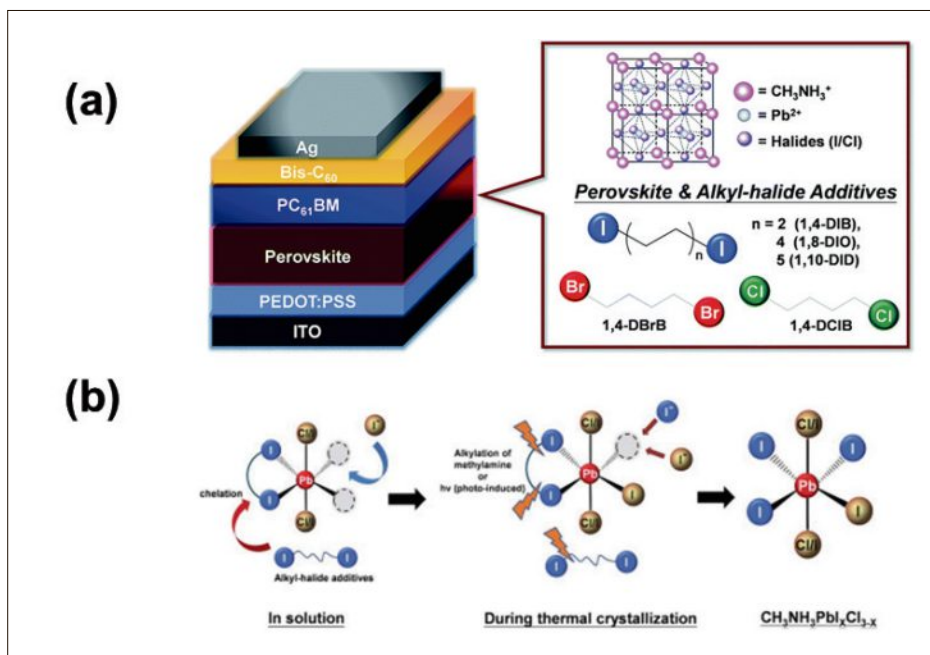 (a)
Ag
Bis-C₆₀
PC₆₁BM
Perovskite
PEDOT:PSS
ITO
= CH₃NH₃⁺
= Pb²⁺
= Halides (I/Cl)
Perovskite & Alkyl-halide Additives
I
n
I
n = 2 (1,4-DIB),
4 (1,8-DIO),
5 (1,10-DID)
Br
Br
1,4-DBrB
Cl
Cl
1,4-DClB
(b)
Cl/I
I⁻
I
Pb
I
chelation
Cl/I
I
I
Alkyl-halide additives
In solution
Alkylation of
methylamine
or
hv (photo-induced)
Cl/I
I⁻
I
Pb
I⁻
I
I
Cl/I
I
I
During thermal crystallization
Cl/I
I
I
Pb
I
I
Cl/I
CH₃NH₃PbIₓCl₃₋ₓ